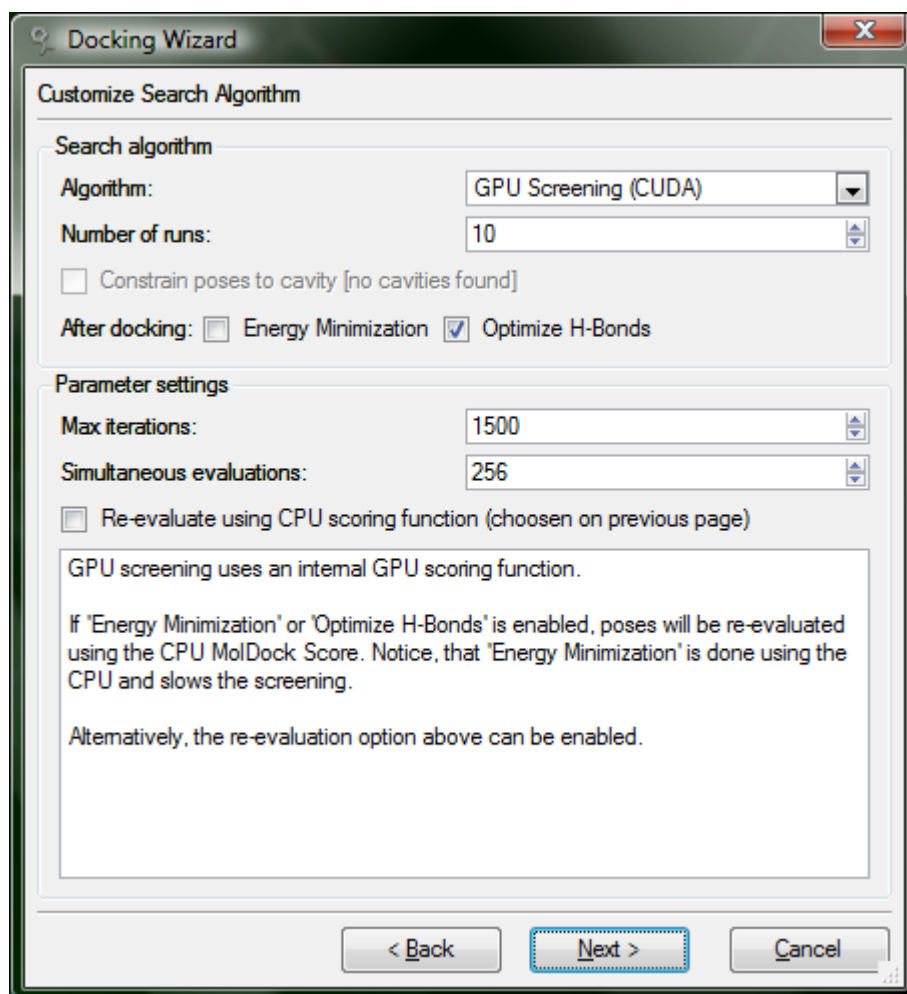 Docking Wizard
Customize Search Algorithm
Search algorithm
Algorithm: GPU Screening (CUDA)
Number of runs: 10
Constrain poses to cavity [no cavities found]
After docking: Energy Minimization Optimize H-Bonds
Parameter settings
Max iterations: 1500
Simultaneous evaluations: 256
Re-evaluate using CPU scoring function (choosen on previous page)
GPU screening uses an internal GPU scoring function.
If 'Energy Minimization' or 'Optimize H-Bonds' is enabled, poses will be re-evaluated
using the CPU MolDock Score. Notice, that 'Energy Minimization' is done using the
CPU and slows the screening.
Alternatively, the re-evaluation option above can be enabled.
< Back Next > Cancel